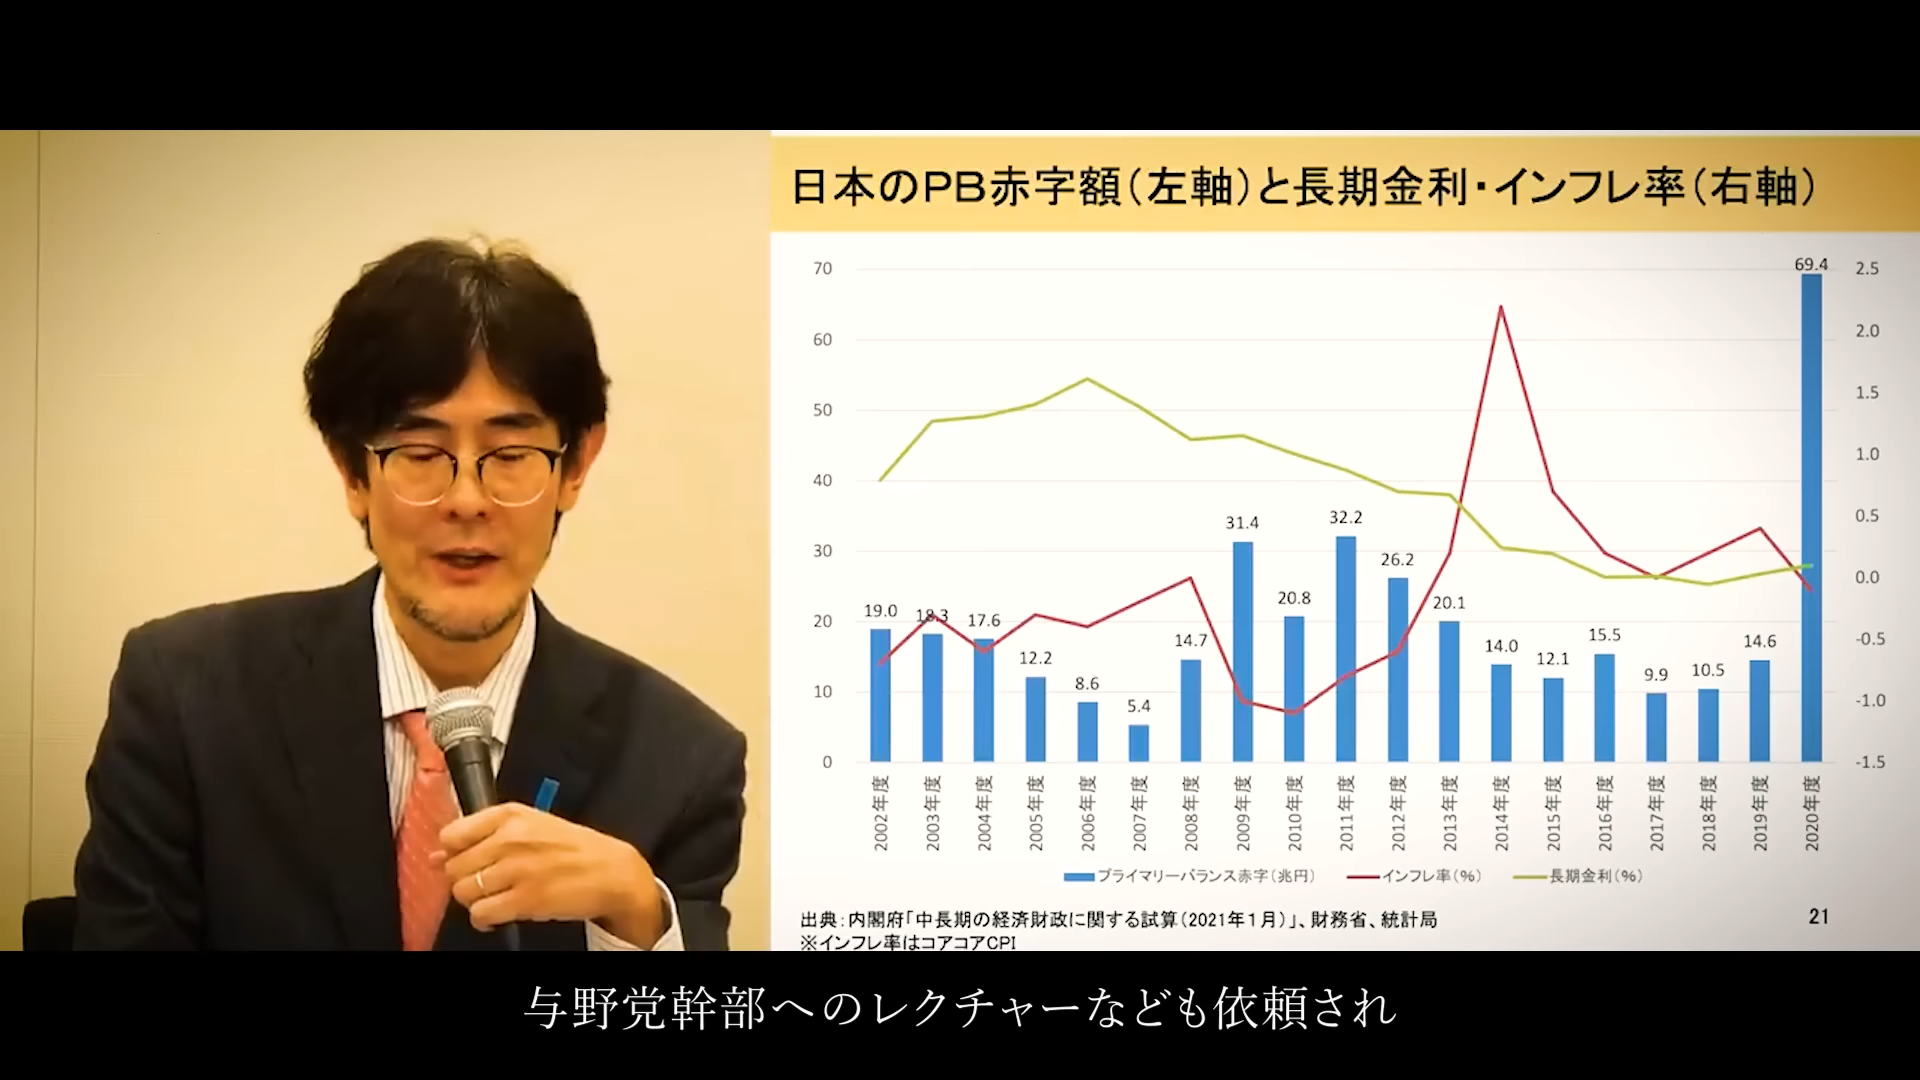 日本のPB赤字額（左軸）と長期金利・インフレ率（右軸）
70
60
50
40
30
20
10
0
2.5
2.0
1.5
1.0
0.5
0.0
-0.5
-1.0
-1.5
19.0
18.3
17.6
12.2
8.6
5.4
14.7
31.4
20.8
32.2
26.2
20.1
14.0
12.1
15.5
9.9
10.5
14.6
69.4
2002年度
2003年度
2004年度
2005年度
2006年度
2007年度
2008年度
2009年度
2010年度
2011年度
2012年度
2013年度
2014年度
2015年度
2016年度
2017年度
2018年度
2019年度
2020年度
プライマリーバランス赤字（兆円） インフレ率（%） 長期金利（%）
出典：内閣府「中長期の経済財政に関する試算（2021年１月）」、財務省、統計局
21
※インフレ率はコアコアCPI
与野党幹部へのレクチャーなども依頼され